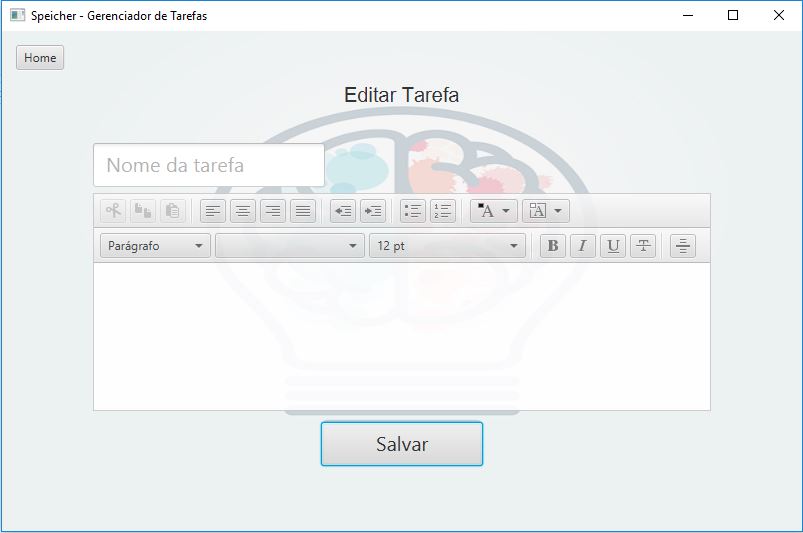 Speicher - Gerenciador de Tarefas
Home
Editar Tarefa
Nome da tarefa
Parágrafo 12 pt B I U T
Salvar